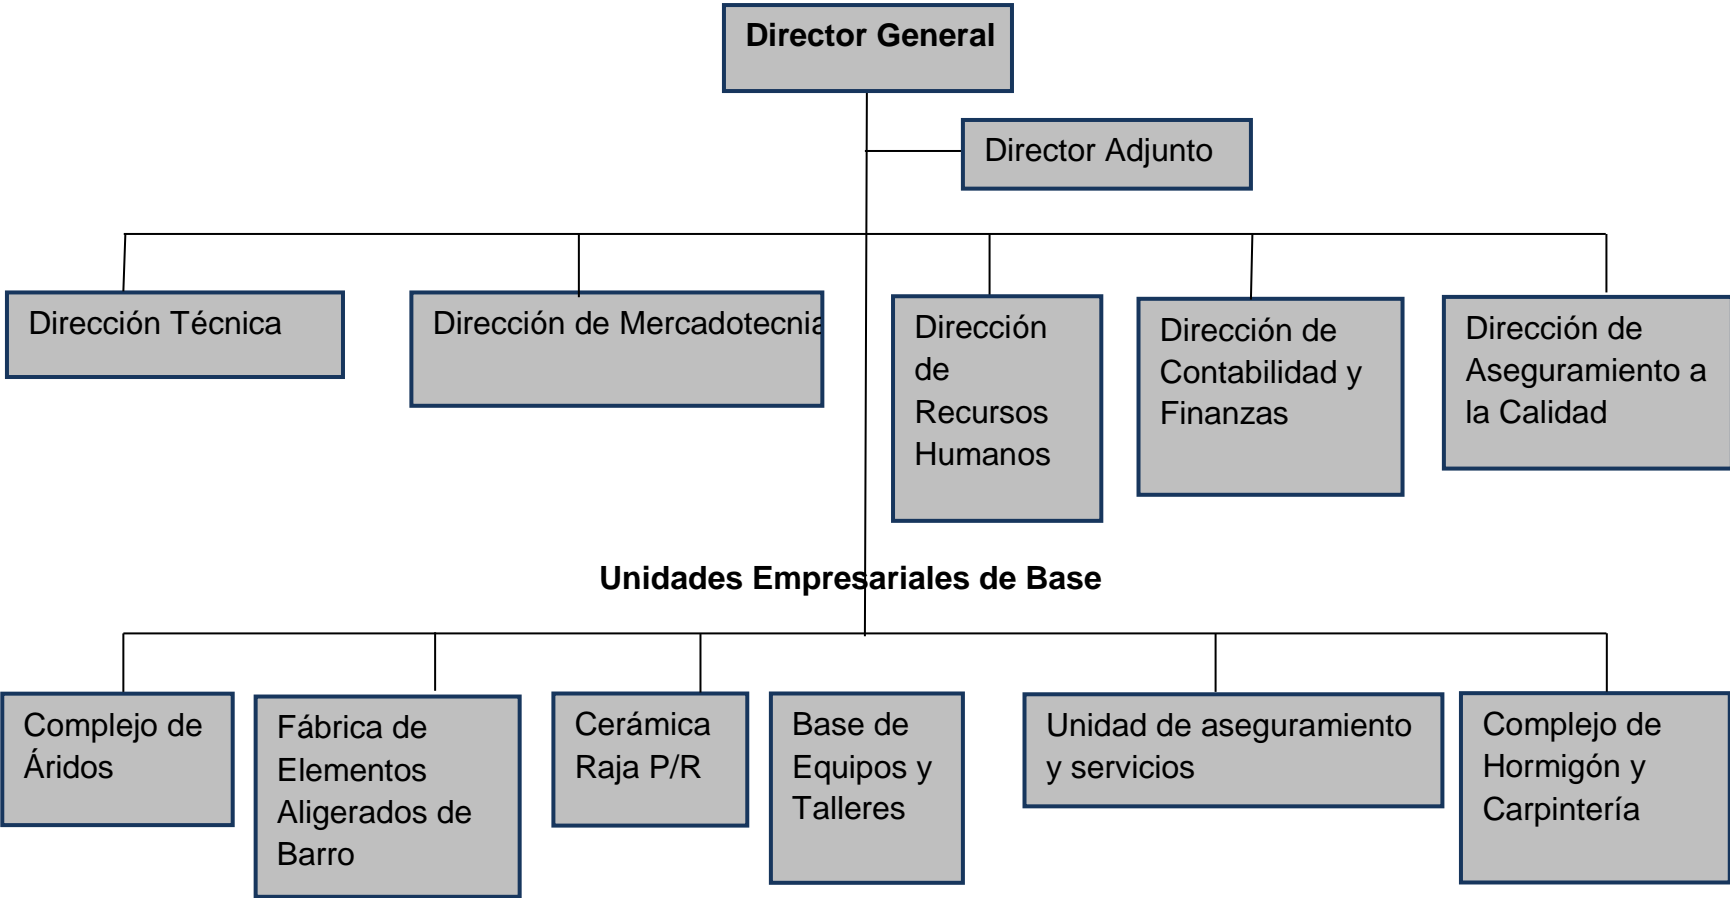 Director General
Director Adjunto
Dirección Técnica
Dirección de Mercadotecnia
Dirección
de
Recursos
Humanos
Dirección de
Contabilidad y
Finanzas
Dirección de
Aseguramiento a
la Calidad
Unidades Empresariales de Base
Complejo de
Áridos
Fábrica de
Elementos
Aligerados de
Barro
Cerámica
Raja P/R
Base de
Equipos y
Talleres
Unidad de aseguramiento
y servicios
Complejo de
Hormigón y
Carpintería